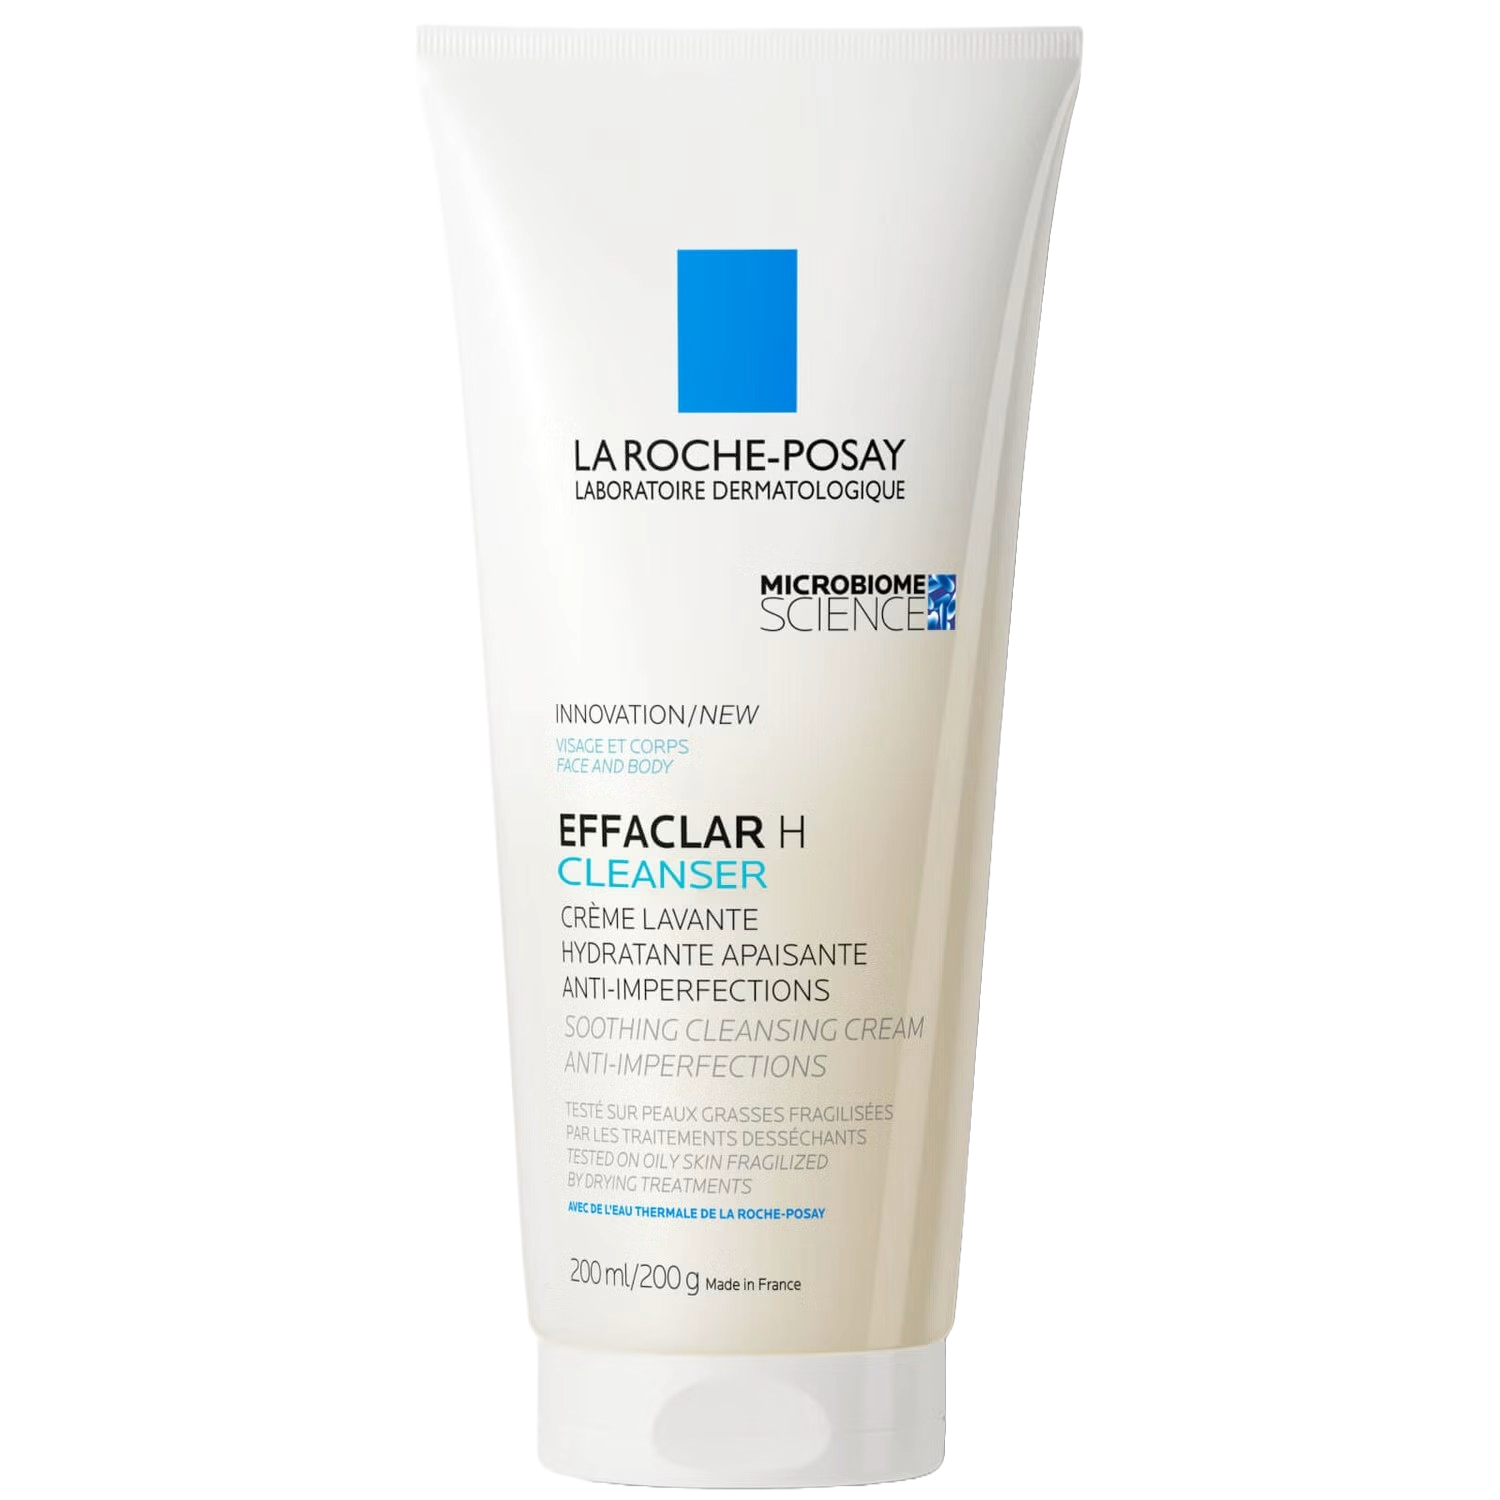 LA ROCHE-POSAY
LABORATOIRE DERMATOLOGIQUE
MICROBIOME
SCIENCE
INNOVATION/NEW
VISAGE ET CORPS
FACE AND BODY
EFFACLAR H
CLEANSER
CRÈME LAVANTE
HYDRATANTE APAISANTE
ANTI-IMPERFECTIONS
SOOTHING CLEANSING CREAM
ANTI-IMPERFECTIONS
TESTÉ SUR PEAUX GRASSES FRAGILISÉES
PAR LES TRAITEMENTS DESSÉCHANTS
TESTED ON OILY SKIN FRAGILIZED
BY DRYING TREATMENTS
AVEC DE L'EAU THERMALE DE LA ROCHE-POSAY
200 ml/200 g Made in France